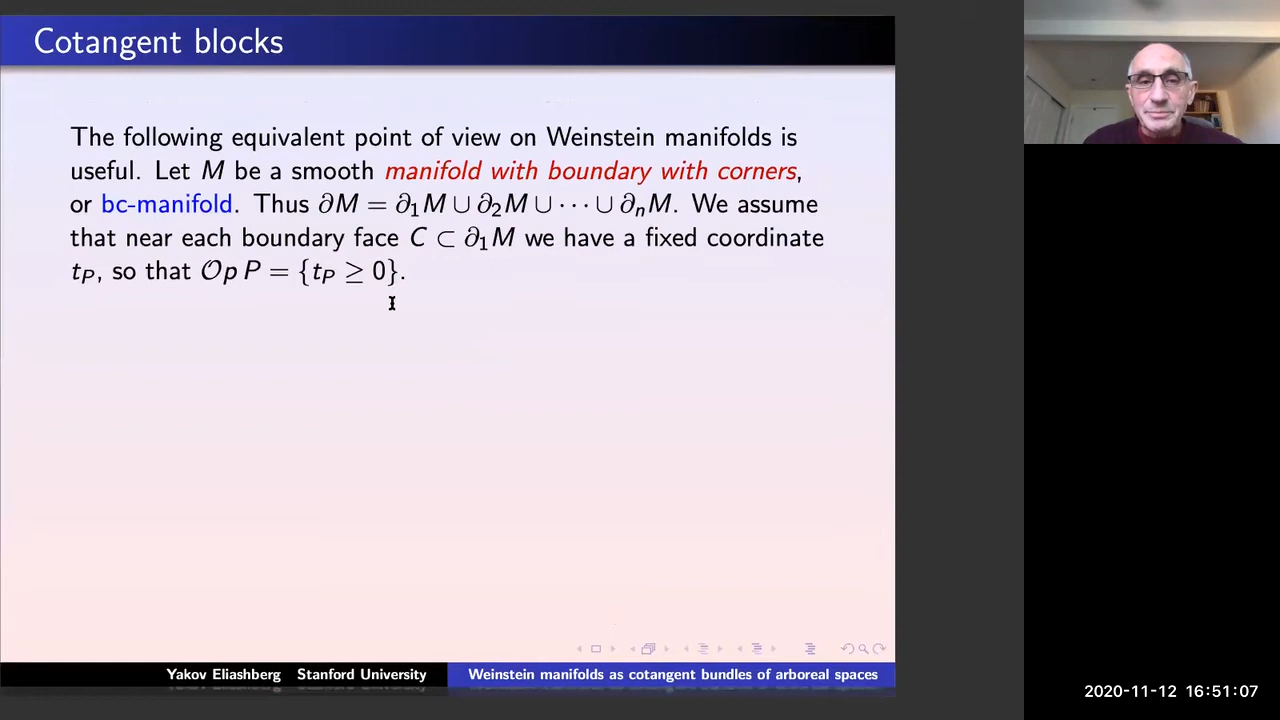 Cotangent blocks
The following equivalent point of view on Weinstein manifolds is
useful. Let M be a smooth manifold with boundary with corners,
or bc-manifold. Thus ∂M = ∂₁M ∪ ∂₂M ∪ ··· ∪ ∂ₙM. We assume
that near each boundary face C ⊂ ∂₁M we have a fixed coordinate
t_P, so that 𝒪p P = {t_P ≥ 0}.
Yakov Eliashberg Stanford University
Weinstein manifolds as cotangent bundles of arboreal spaces
2020-11-12 16:51:07